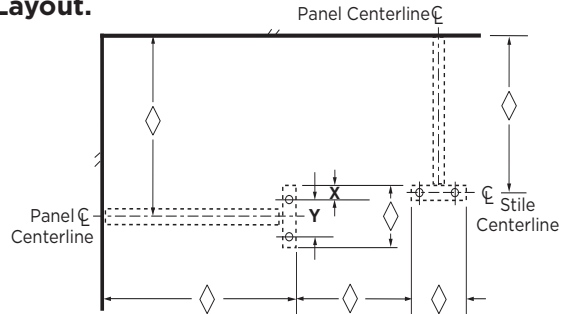 Layout.
Panel Centerline ℄
X
Y
℄ Stile
Centerline
Panel ℄
Centerline